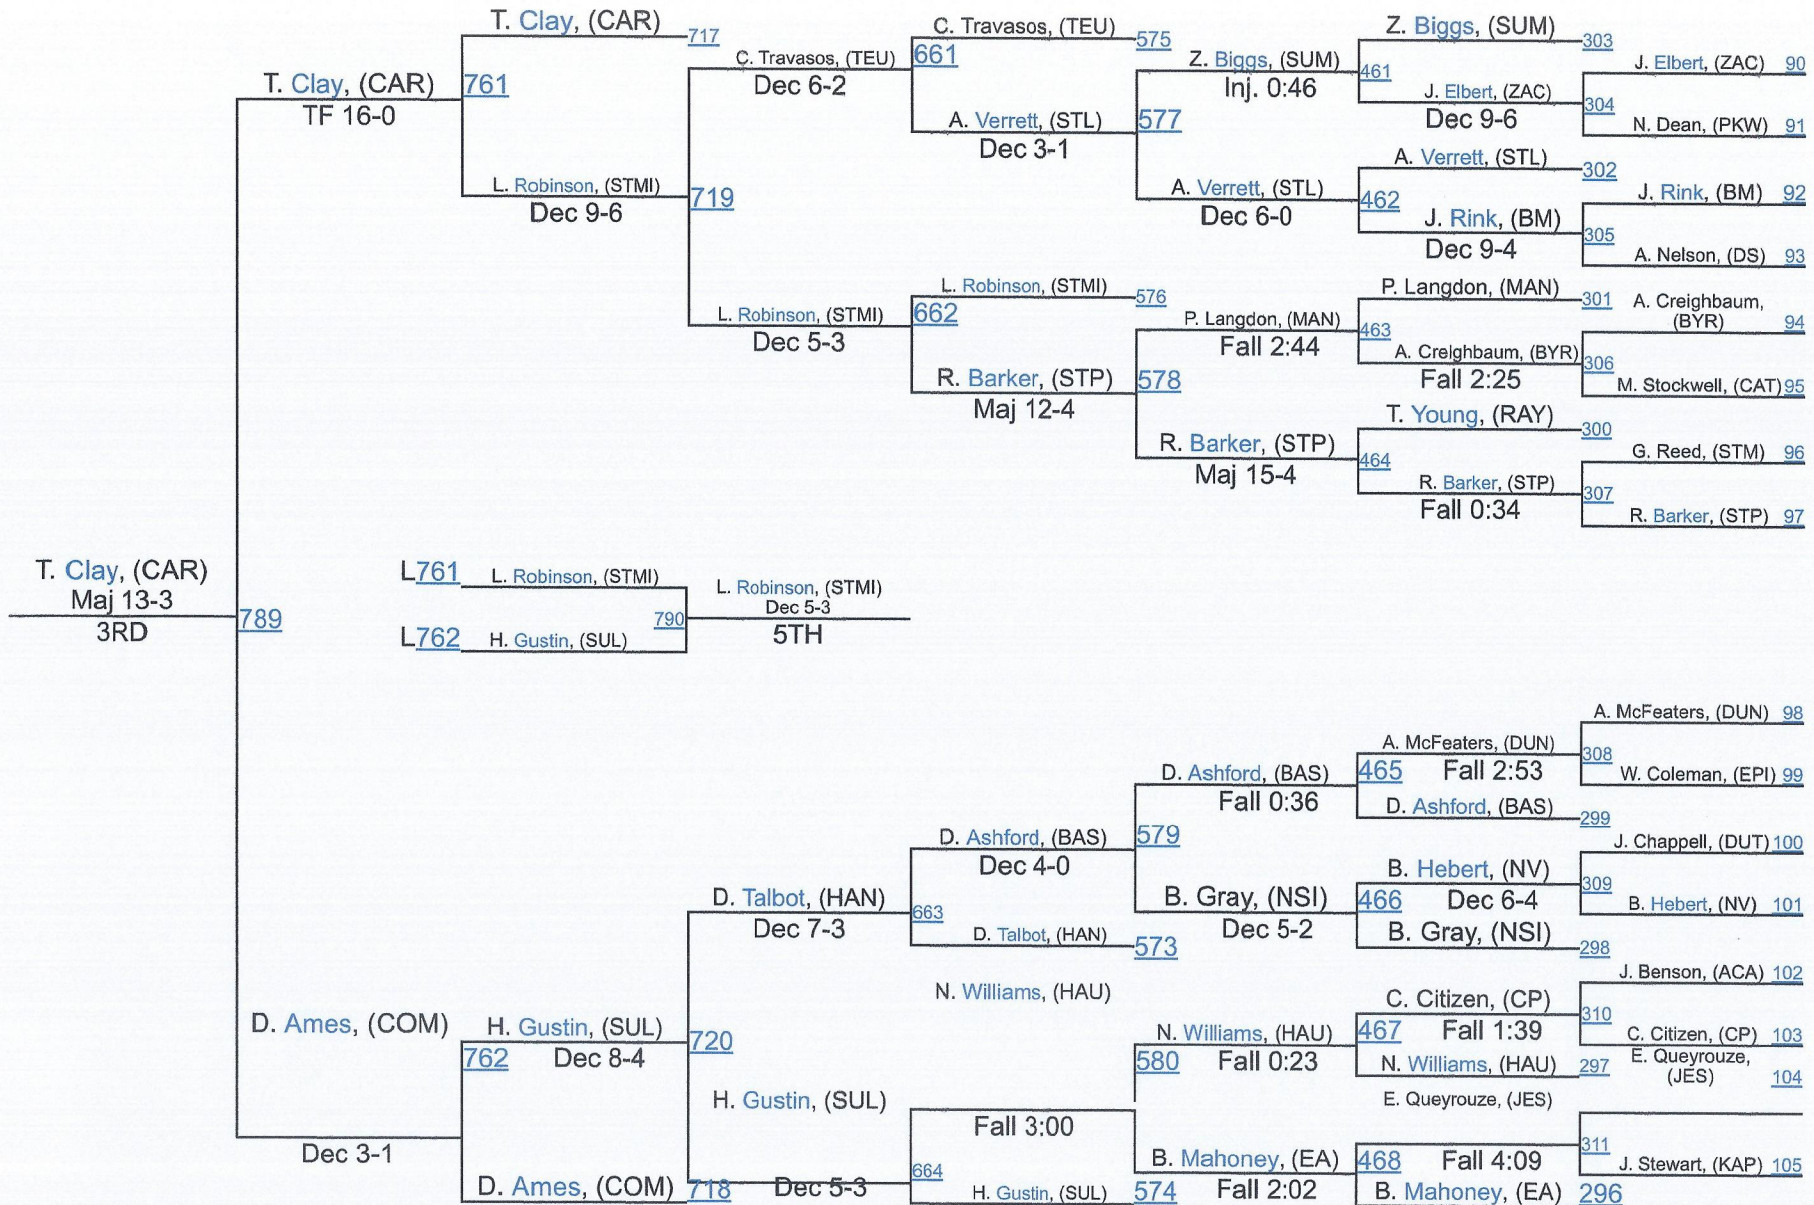 T. Clay, (CAR)
717
C. Travasos, (TEU)
575
Z. Biggs, (SUM)
303
J. Elbert, (ZAC) 90
T. Clay, (CAR)
TF 16-0
761
C. Travasos, (TEU)
Dec 6-2
661
Z. Biggs, (SUM)
Inj. 0:46
461
J. Elbert, (ZAC)
Dec 9-6
304
N. Dean, (PKW) 91
A. Verrett, (STL)
Dec 3-1
577
A. Verrett, (STL)
302
J. Rink, (BM) 92
L. Robinson, (STMI)
Dec 9-6
719
A. Verrett, (STL)
Dec 6-0
462
J. Rink, (BM)
Dec 9-4
305
A. Nelson, (DS) 93
L. Robinson, (STMI)
576
P. Langdon, (MAN)
301
A. Creighbaum,
(BYR) 94
L. Robinson, (STMI)
Dec 5-3
662
P. Langdon, (MAN)
Fall 2:44
463
A. Creighbaum, (BYR)
Fall 2:25
306
M. Stockwell, (CAT) 95
R. Barker, (STP)
Maj 12-4
578
T. Young, (RAY)
300
G. Reed, (STM) 96
R. Barker, (STP)
Maj 15-4
464
R. Barker, (STP)
Fall 0:34
307
R. Barker, (STP) 97
T. Clay, (CAR)
Maj 13-3
3RD
789
L761 L. Robinson, (STMI)
790
L. Robinson, (STMI)
Dec 5-3
5TH
L762 H. Gustin, (SUL)
A. McFeaters, (DUN) 98
A. McFeaters, (DUN)
308
465 Fall 2:53
W. Coleman, (EPI) 99
D. Ashford, (BAS)
Fall 0:36
D. Ashford, (BAS)
299
J. Chappell, (DUT) 100
D. Ashford, (BAS)
Dec 4-0
579
B. Hebert, (NV)
309
466 Dec 6-4
B. Hebert, (NV) 101
D. Talbot, (HAN)
Dec 7-3
663
B. Gray, (NSI)
Dec 5-2
B. Gray, (NSI)
298
D. Talbot, (HAN)
573
J. Benson, (ACA) 102
N. Williams, (HAU)
C. Citizen, (CP)
310
D. Ames, (COM)
H. Gustin, (SUL)
762 Dec 8-4
720
N. Williams, (HAU)
580 Fall 0:23
467 Fall 1:39
C. Citizen, (CP) 103
N. Williams, (HAU) 297
E. Queyrouze,
(JES) 104
H. Gustin, (SUL)
E. Queyrouze, (JES)
Fall 3:00
Dec 3-1
B. Mahoney, (EA)
468 Fall 4:09
311
J. Stewart, (KAP) 105
D. Ames, (COM) 718
Dec 5-3
664
H. Gustin, (SUL) 574
Fall 2:02
B. Mahoney, (EA) 296